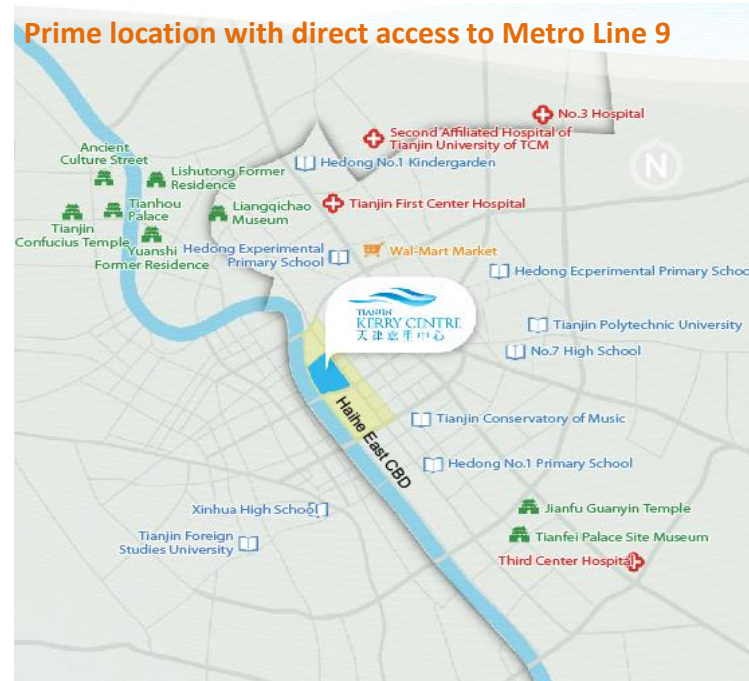 Prime location with direct access to Metro Line 9
No.3 Hospital
Second Affiliated Hospital of
Tianjin University of TCM
Ancient
Culture Street
Hedong No.1 Kindergarden
N
Lishutong Former
Residence
Tianhou
Palace
Liangqichao
Museum
Tianjin First Center Hospital
Tianjin
Confucius Temple
Yuanshi
Former Residence
Hedong Experimental
Primary School
Wal-Mart Market
Hedong Ecperimental Primary Schoo
TIANJIN
KERRY CENTRE
天津嘉里中心
Tianjin Polytechnic University
No.7 High School
Haihe East CBD
Tianjin Conservatory of Music
Hedong No.1 Primary School
Xinhua High School
Jianfu Guanyin Temple
Tianjin Foreign
Studies University
Tianfei Palace Site Museum
Third Center Hospital